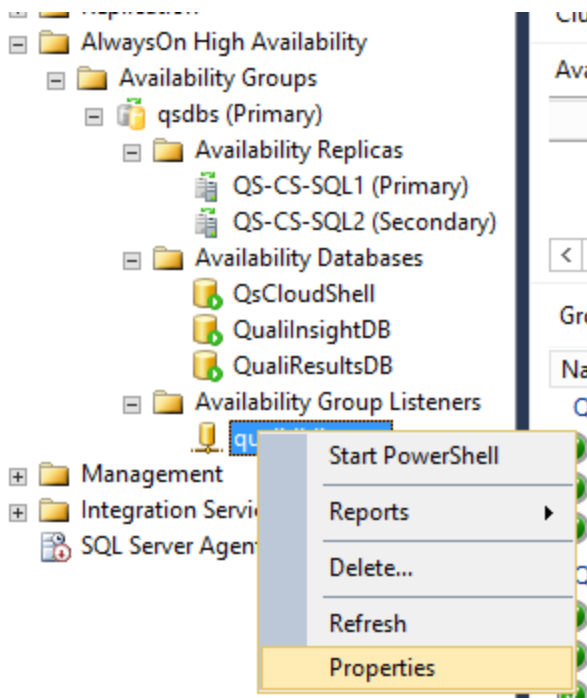 AlwaysOn High Availability
Availability Groups
qsdbs (Primary)
Availability Replicas
QS-CS-SQL1 (Primary)
QS-CS-SQL2 (Secondary)
Availability Databases
QsCloudShell
QualiInsightDB
QualiResultsDB
Availability Group Listeners
Management
Start PowerShell
Reports
SQL Server Agen
Delete...
Refresh
Properties